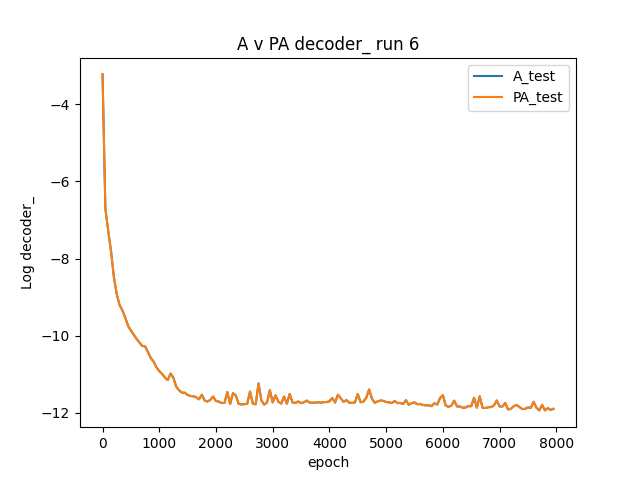 A v PA decoder_ run 6
A_test
PA_test
Log decoder_
−4
−6
−8
−10
−12
0 1000 2000 3000 4000 5000 6000 7000 8000
epoch